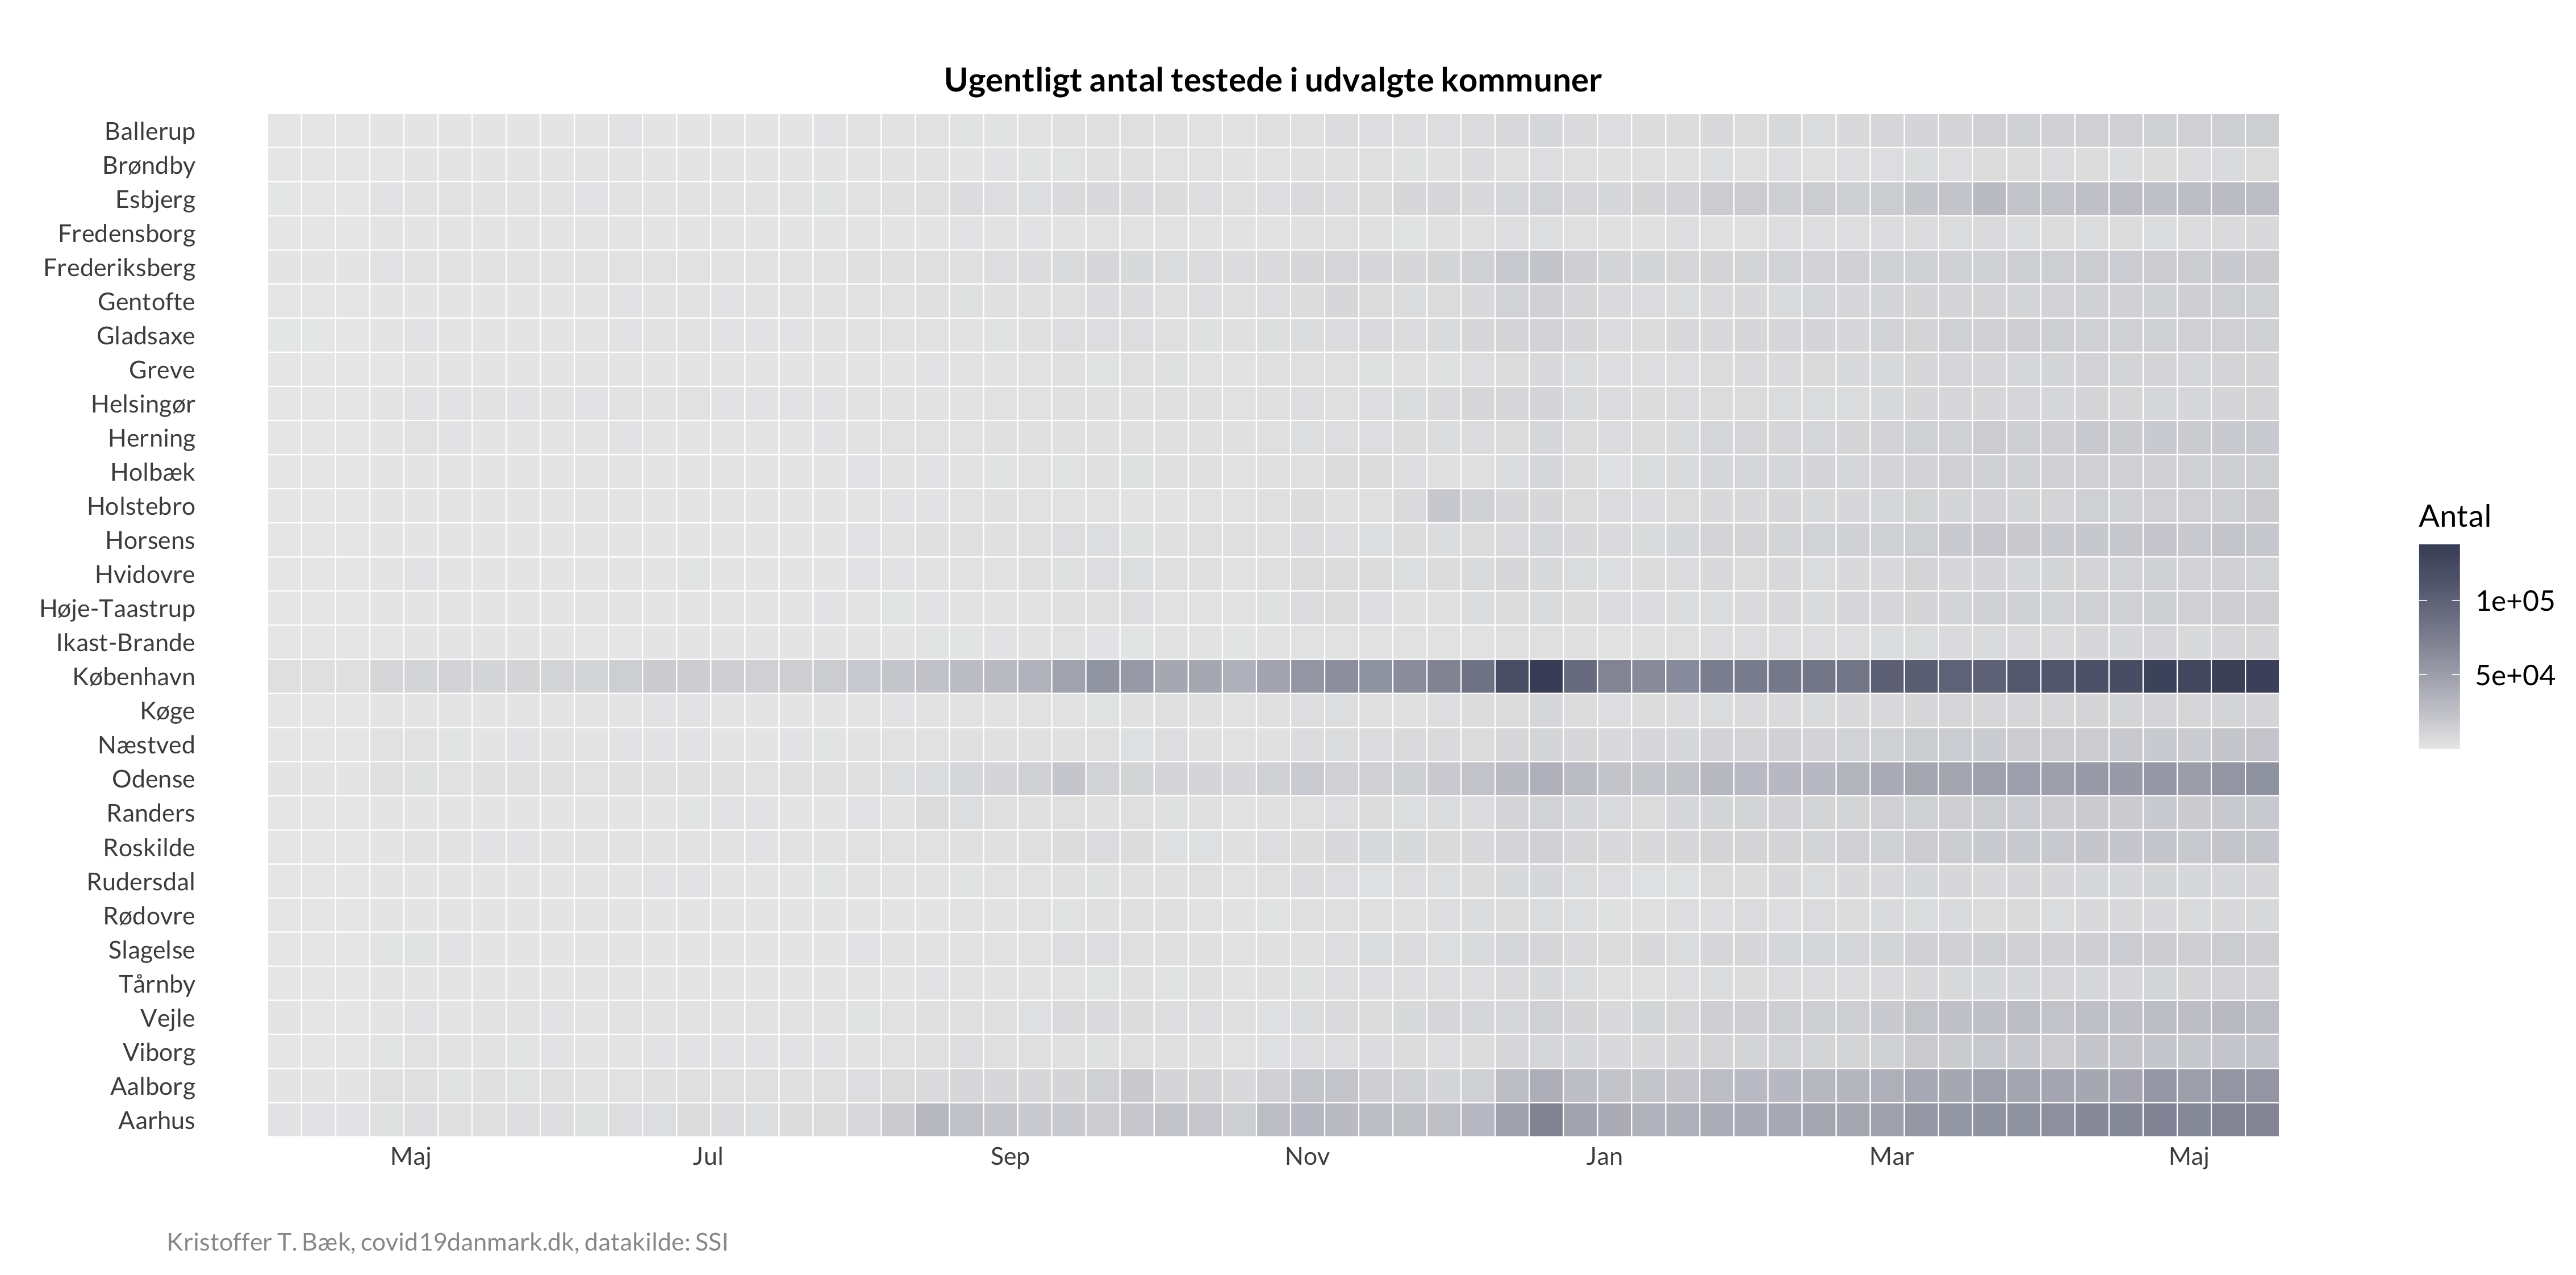 Ugentligt antal testede i udvalgte kommuner
Ballerup
Brøndby
Esbjerg
Fredensborg
Frederiksberg
Gentofte
Gladsaxe
Greve
Helsingør
Herning
Holbæk
Holstebro
Horsens
Hvidovre
Høje-Taastrup
Ikast-Brande
København
Køge
Næstved
Odense
Randers
Roskilde
Rudersdal
Rødovre
Slagelse
Tårnby
Vejle
Viborg
Aalborg
Aarhus
Maj Jul Sep Nov Jan Mar Maj
Antal
1e+05
5e+04
Kristoffer T. Bæk, covid19danmark.dk, datakilde: SSI